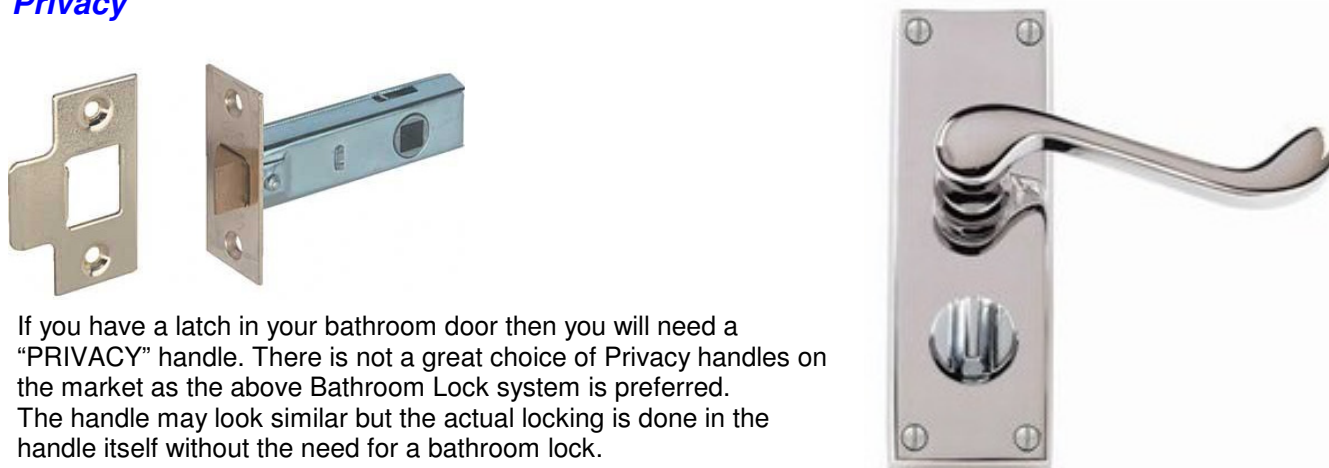 Privacy
If you have a latch in your bathroom door then you will need a
“PRIVACY” handle. There is not a great choice of Privacy handles on
the market as the above Bathroom Lock system is preferred.
The handle may look similar but the actual locking is done in the
handle itself without the need for a bathroom lock.